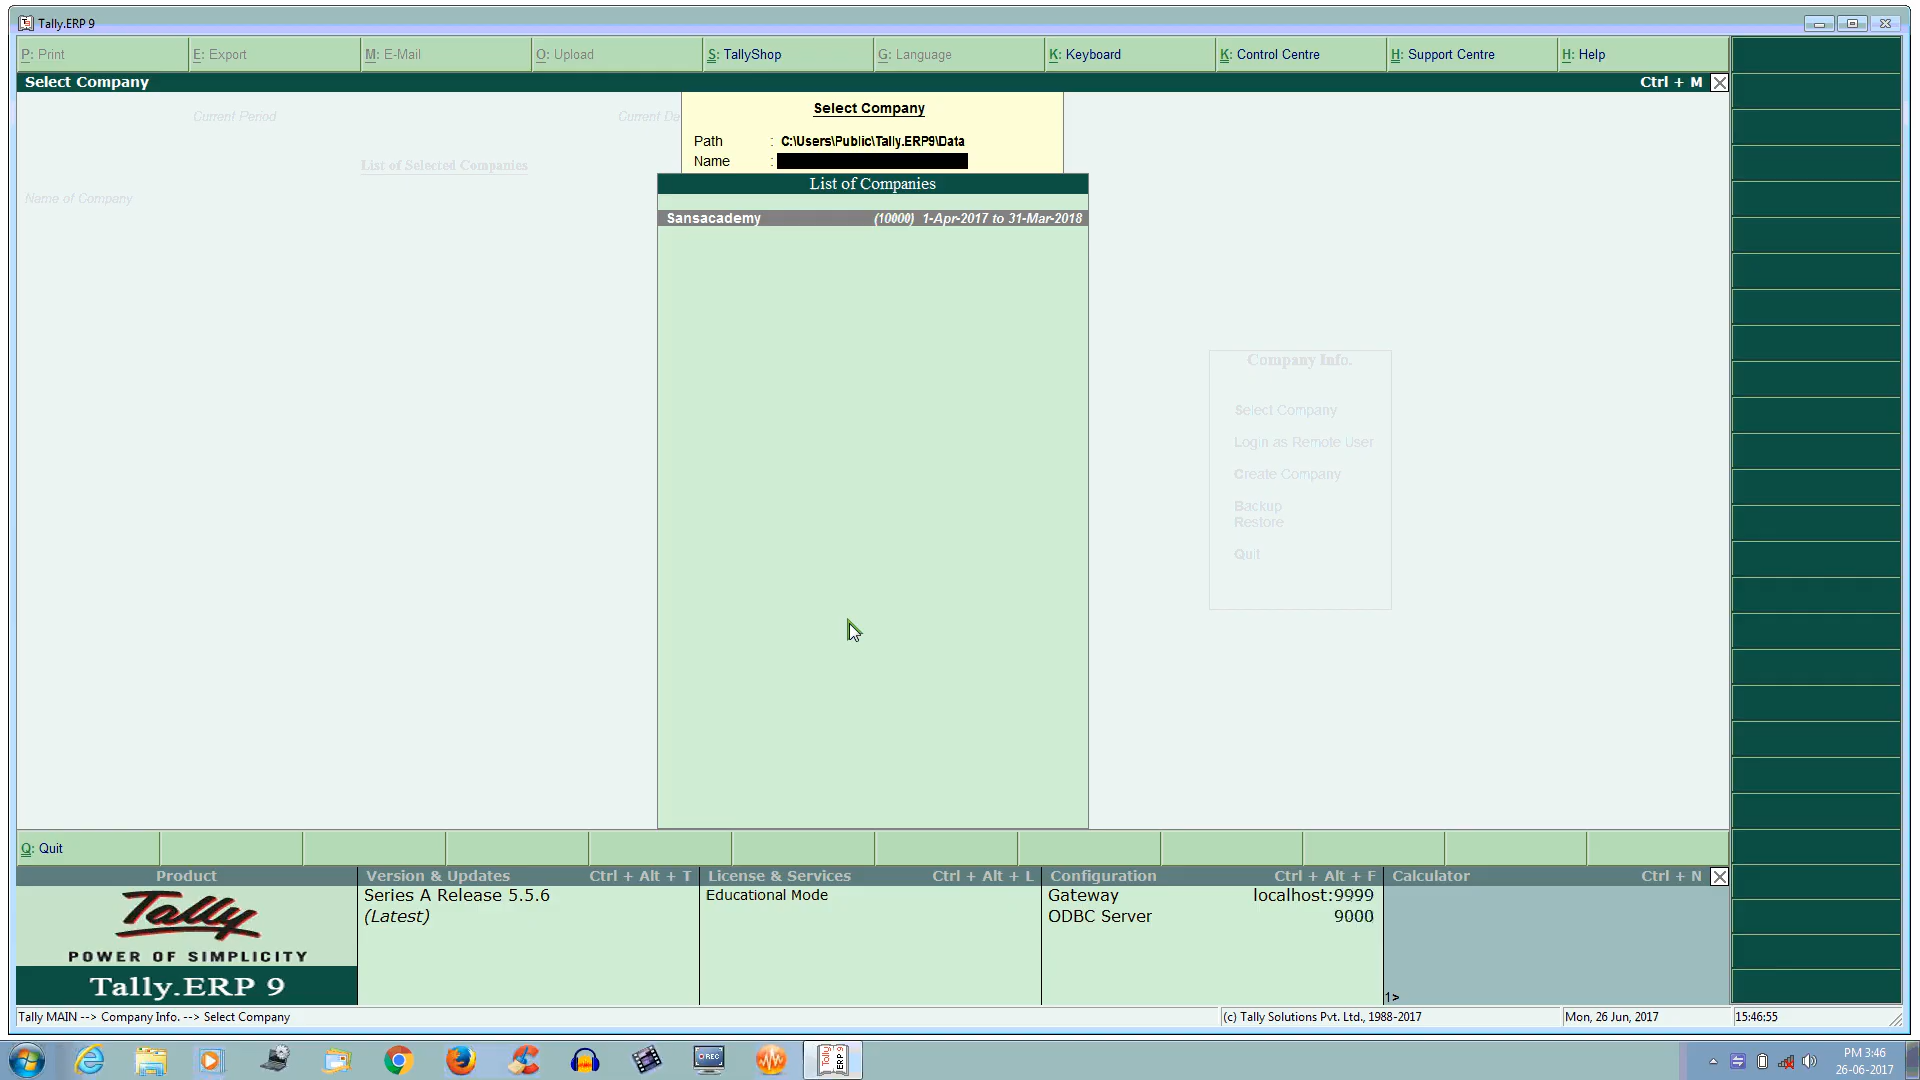 Tally.ERP 9
P: Print
E: Export
M: E-Mail
O: Upload
S: TallyShop
G: Language
K: Keyboard
K: Control Centre
H: Support Centre
H: Help
Select Company
Ctrl + M
Current Period
Current Da
List of Selected Companies
Name of Company
Select Company
Path : C:\Users\Public\Tally.ERP9\Data
Name :
List of Companies
Sansacademy (10000) 1-Apr-2017 to 31-Mar-2018
Company Info.
Select Company
Login as Remote User
Create Company
Backup
Restore
Quit
Q: Quit
Product
Tally
POWER OF SIMPLICITY
Tally.ERP 9
Version & Updates Ctrl + Alt + T
Series A Release 5.5.6
(Latest)
License & Services Ctrl + Alt + L
Educational Mode
Configuration Ctrl + Alt + F
Gateway localhost:9999
ODBC Server 9000
Calculator Ctrl + N
1>
Tally MAIN --> Company Info. --> Select Company
(c) Tally Solutions Pvt. Ltd., 1988-2017
Mon, 26 Jun, 2017
15:46:55
REC
Tally
ERP 9
PM 3:46
26-06-2017